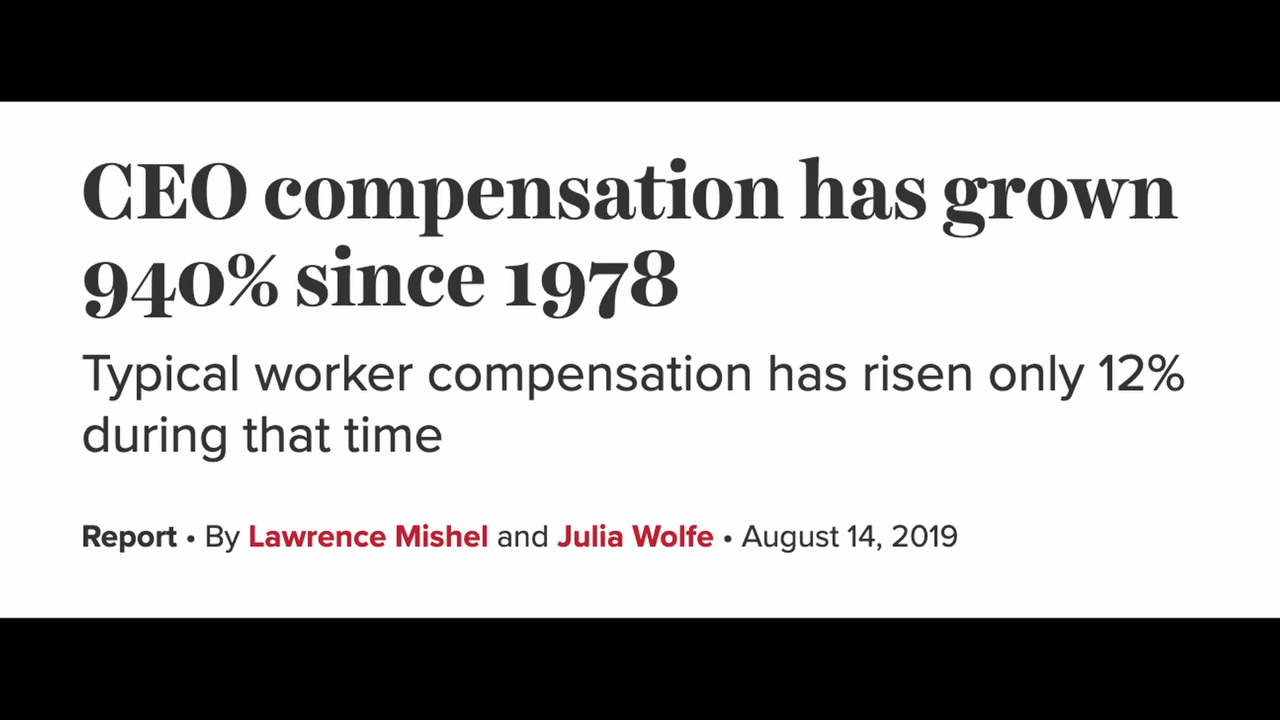 CEO compensation has grown
940% since 1978
Typical worker compensation has risen only 12%
during that time
Report • By Lawrence Mishel and Julia Wolfe • August 14, 2019